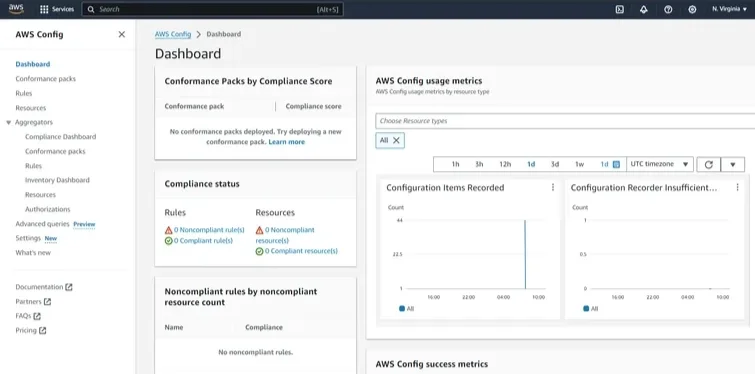 aws
Services
Search
[Alt+S]
N. Virginia
AWS Config
Dashboard
Conformance packs
Rules
Resources
Aggregators
Compliance Dashboard
Conformance packs
Rules
Inventory Dashboard
Resources
Authorizations
Advanced queries Preview
Settings New
What's new
Documentation
Partners
FAQs
Pricing
AWS Config > Dashboard
Dashboard
Conformance Packs by Compliance Score
Conformance pack Compliance score
No conformance packs deployed. Try deploying a new
conformance pack. Learn more
Compliance status
Rules Resources
0 Noncompliant rule(s)
0 Compliant rule(s)
0 Noncompliant
resource(s)
0 Compliant resource(s)
Noncompliant rules by noncompliant
resource count
Name Compliance
No noncompliant rules.
AWS Config usage metrics
AWS Config usage metrics by resource type
Choose Resource types
All
1h 3h 12h 1d 3d 1w 1d UTC timezone
Configuration Items Recorded
Count
44
22.5
1
16:00 22:00 04:00 10:00
All
Configuration Recorder Insufficient...
Count
1
0.5
0
16:00 22:00 04:00 10:00
All
AWS Config success metrics